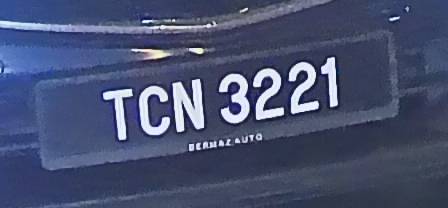 TCN 3221
BERMAZ AUTO